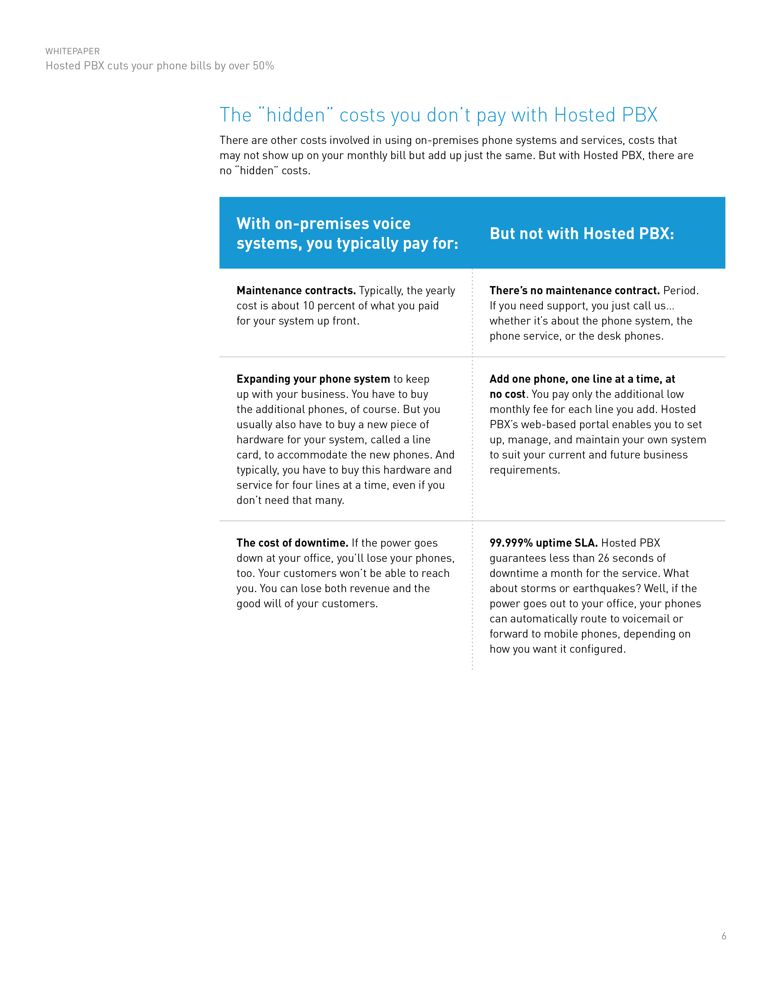 WHITEPAPER
Hosted PBX cuts your phone bills by over 50%
The “hidden” costs you don’t pay with Hosted PBX
There are other costs involved in using on-premises phone systems and services, costs that
may not show up on your monthly bill but add up just the same. But with Hosted PBX, there are
no “hidden” costs.
With on-premises voice
systems, you typically pay for:
But not with Hosted PBX:
Maintenance contracts. Typically, the yearly
cost is about 10 percent of what you paid
for your system up front.
There’s no maintenance contract. Period.
If you need support, you just call us...
whether it’s about the phone system, the
phone service, or the desk phones.
Expanding your phone system to keep
up with your business. You have to buy
the additional phones, of course. But you
usually also have to buy a new piece of
hardware for your system, called a line
card, to accommodate the new phones. And
typically, you have to buy this hardware and
service for four lines at a time, even if you
don’t need that many.
Add one phone, one line at a time, at
no cost. You pay only the additional low
monthly fee for each line you add. Hosted
PBX’s web-based portal enables you to set
up, manage, and maintain your own system
to suit your current and future business
requirements.
The cost of downtime. If the power goes
down at your office, you’ll lose your phones,
too. Your customers won’t be able to reach
you. You can lose both revenue and the
good will of your customers.
99.999% uptime SLA. Hosted PBX
guarantees less than 26 seconds of
downtime a month for the service. What
about storms or earthquakes? Well, if the
power goes out to your office, your phones
can automatically route to voicemail or
forward to mobile phones, depending on
how you want it configured.
6